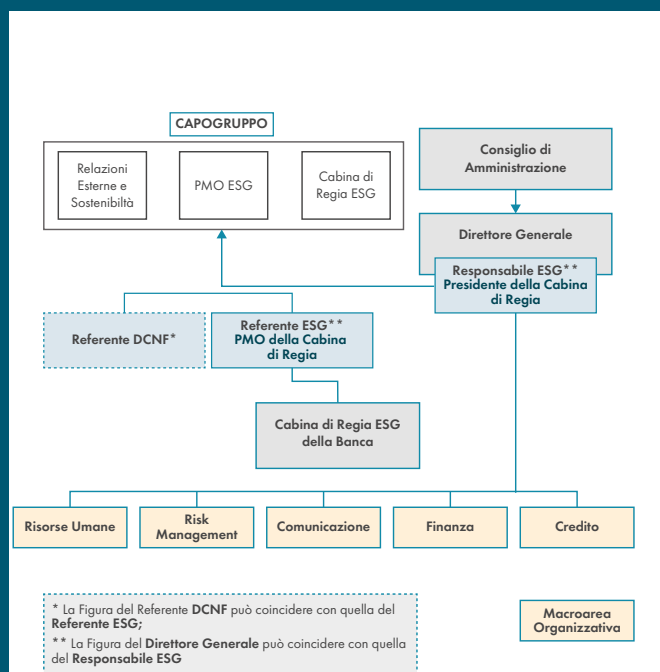 CAPOGRUPPO
Relazioni
Esterne e
Sostenibiltà
PMO ESG
Cabina di
Regia ESG
Consiglio di
Amministrazione
Direttore Generale
Responsabile ESG**
Presidente della Cabina
di Regia
Referente DCNF*
Referente ESG**
PMO della Cabina
di Regia
Cabina di Regia ESG
della Banca
Risorse Umane
Risk
Management
Comunicazione
Finanza
Credito
* La Figura del Referente DCNF può coincidere con quella del
Referente ESG;
** La Figura del Direttore Generale può coincidere con quella
del Responsabile ESG
Macroarea
Organizzativa